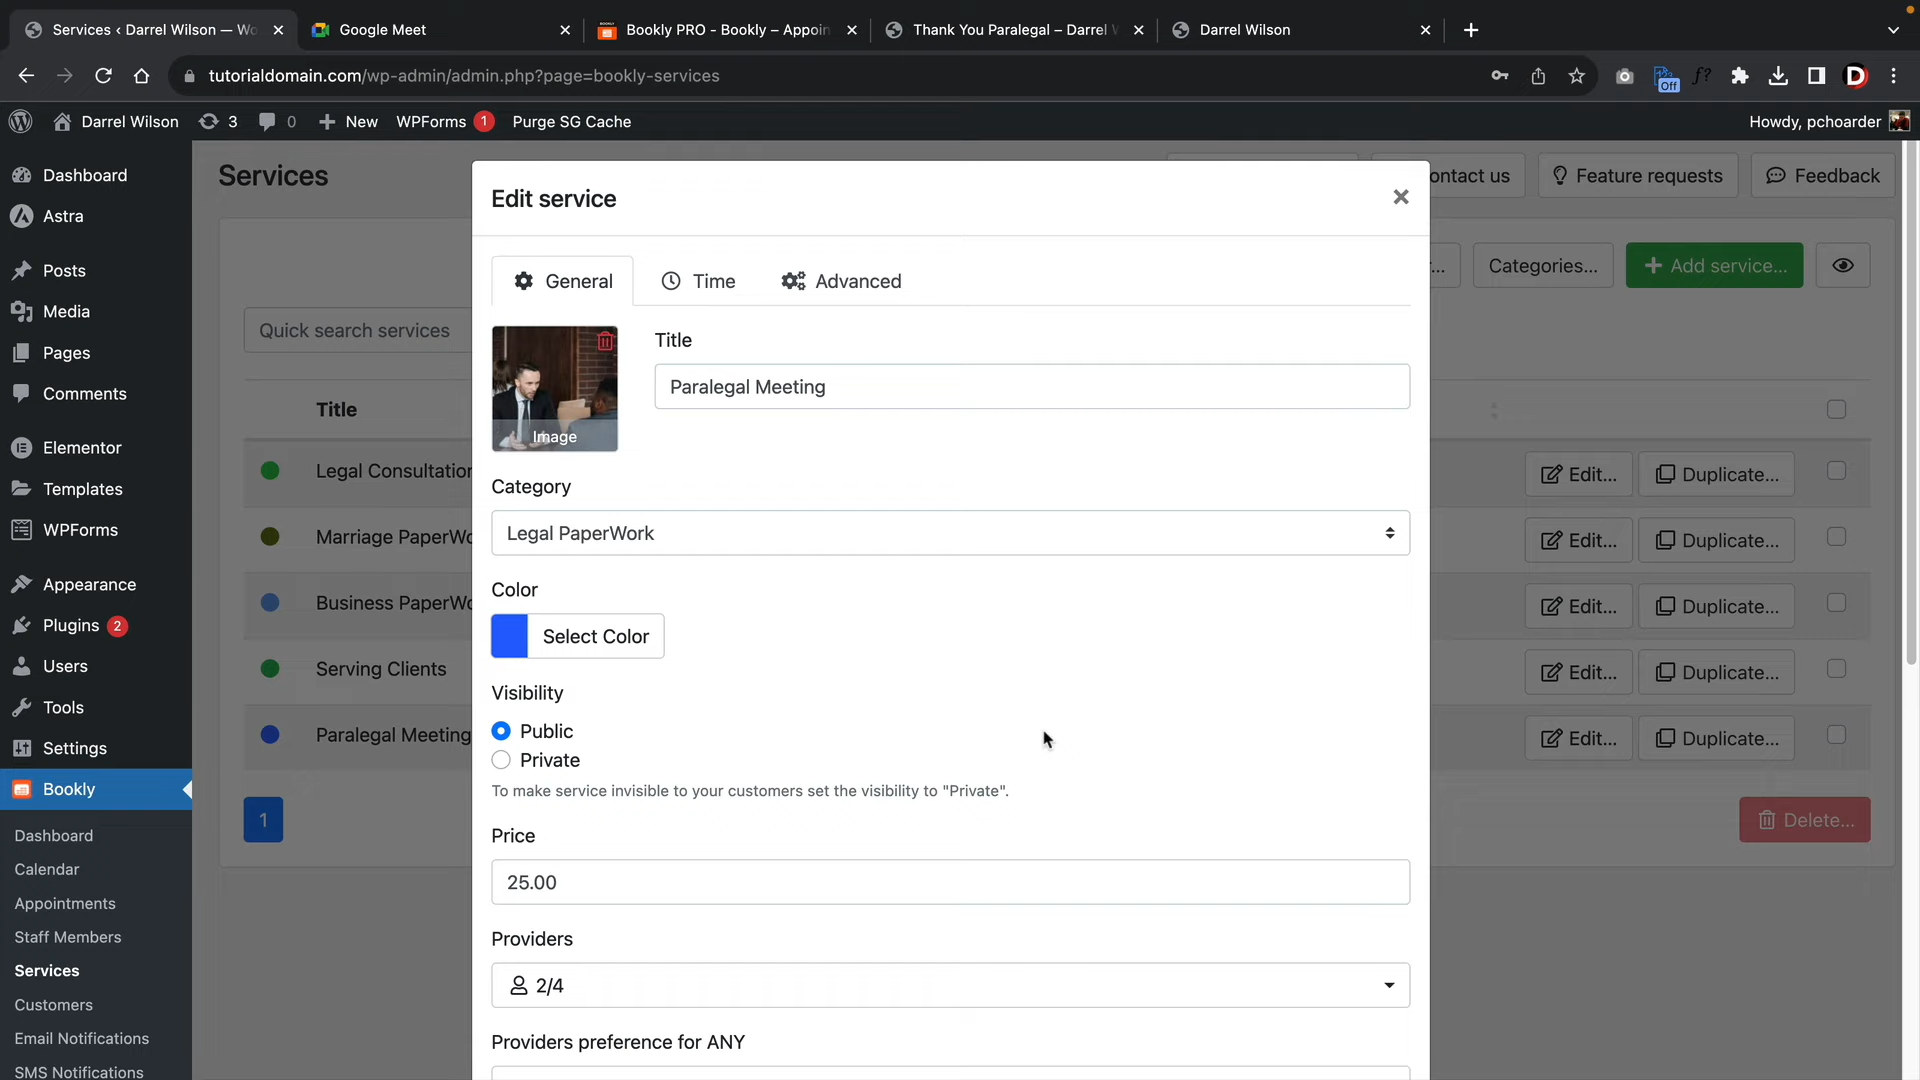 Services ‹ Darrel Wilson — Wo
Google Meet
Bookly PRO - Bookly – Appoin
Thank You Paralegal – Darrel W
Darrel Wilson
tutorialdomain.com/wp-admin/admin.php?page=bookly-services
Off
f?
D
Darrel Wilson
3
0
New
WPForms 1
Purge SG Cache
Howdy, pchoarder
Dashboard
Astra
Posts
Media
Pages
Comments
Elementor
Templates
WPForms
Appearance
Plugins 2
Users
Tools
Settings
Bookly
Dashboard
Calendar
Appointments
Staff Members
Services
Customers
Email Notifications
SMS Notifications
Services
ontact us
Feature requests
Feedback
...
Categories...
Add service...
Quick search services
Title
Legal Consultation
Edit...
Duplicate...
Marriage PaperWo
Edit...
Duplicate...
Business PaperWo
Edit...
Duplicate...
Serving Clients
Edit...
Duplicate...
Paralegal Meeting
Edit...
Duplicate...
1
Delete...
Edit service
General
Time
Advanced
Image
Title
Paralegal Meeting
Category
Legal PaperWork
Color
Select Color
Visibility
Public
Private
To make service invisible to your customers set the visibility to "Private".
Price
25.00
Providers
2/4
Providers preference for ANY